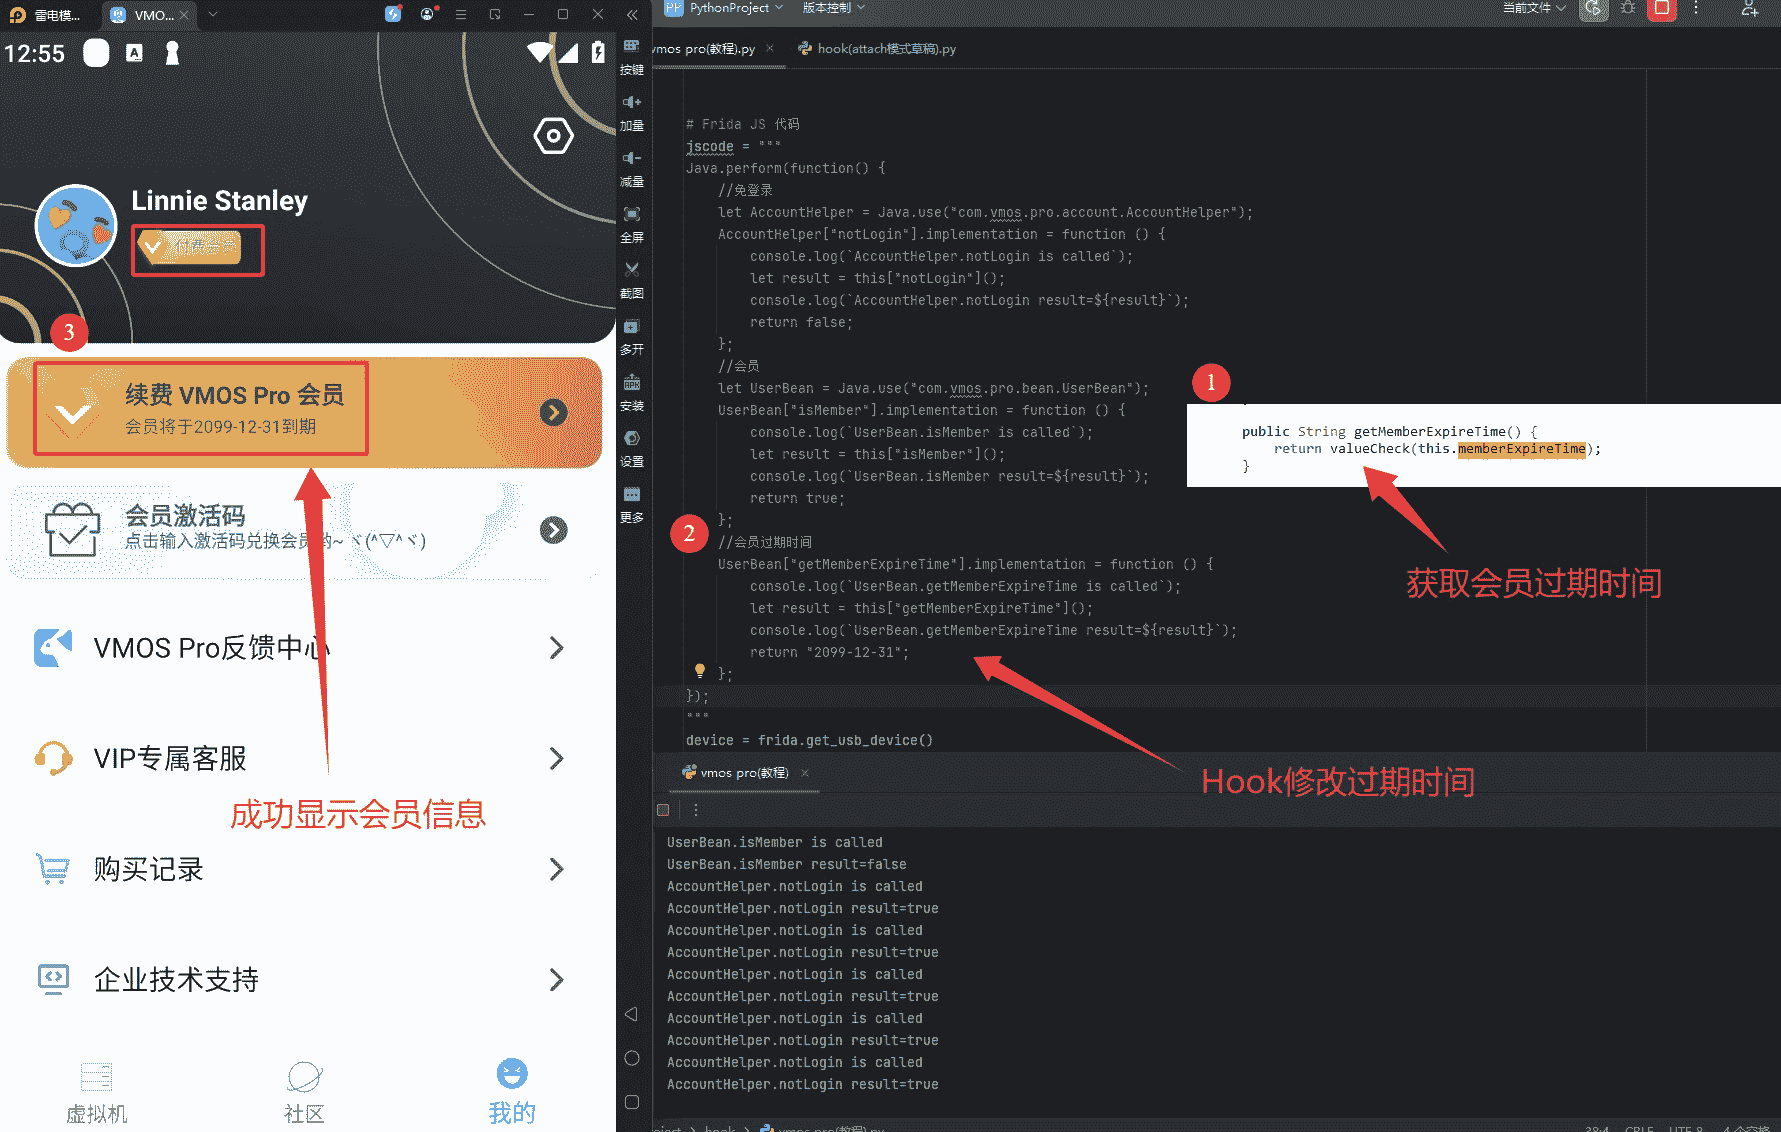 雷电模...
VMOS...
12:55
A
Linnie Stanley
3
续费 VMOS Pro 会员
会员将于2099-12-31到期
会员激活码
点击输入激活码兑换会员
~ヾ(^▽^ヾ)
VMOS Pro反馈中心
VIP专属客服
成功显示会员信息
购买记录
企业技术支持
虚拟机
社区
我的
按键
加量
减量
全屏
截图
多开
安装
设置
更多
PP PythonProject
版本控制
当前文件
vmos pro(教程).py
hook(attach模式草稿).py
# Frida JS 代码
jscode = """
Java.perform(function() {
//免登录
let AccountHelper = Java.use("com.vmos.pro.account.AccountHelper");
AccountHelper["notLogin"].implementation = function () {
console.log(`AccountHelper.notLogin is called`);
let result = this["notLogin"]();
console.log(`AccountHelper.notLogin result=${result}`);
return false;
};
//会员
let UserBean = Java.use("com.vmos.pro.bean.UserBean");
UserBean["isMember"].implementation = function () {
console.log(`UserBean.isMember is called`);
let result = this["isMember"]();
console.log(`UserBean.isMember result=${result}`);
return true;
};
2
//会员过期时间
UserBean["getMemberExpireTime"].implementation = function () {
console.log(`UserBean.getMemberExpireTime is called`);
let result = this["getMemberExpireTime"]();
console.log(`UserBean.getMemberExpireTime result=${result}`);
return "2099-12-31";
};
});
"""
device = frida.get_usb_device()
1
public String getMemberExpireTime() {
return valueCheck(this.memberExpireTime);
}
获取会员过期时间
Hook修改过期时间
vmos pro(教程)
UserBean.isMember is called
UserBean.isMember result=false
AccountHelper.notLogin is called
AccountHelper.notLogin result=true
AccountHelper.notLogin is called
AccountHelper.notLogin result=true
AccountHelper.notLogin is called
AccountHelper.notLogin result=true
AccountHelper.notLogin is called
AccountHelper.notLogin result=true
AccountHelper.notLogin is called
AccountHelper.notLogin result=true